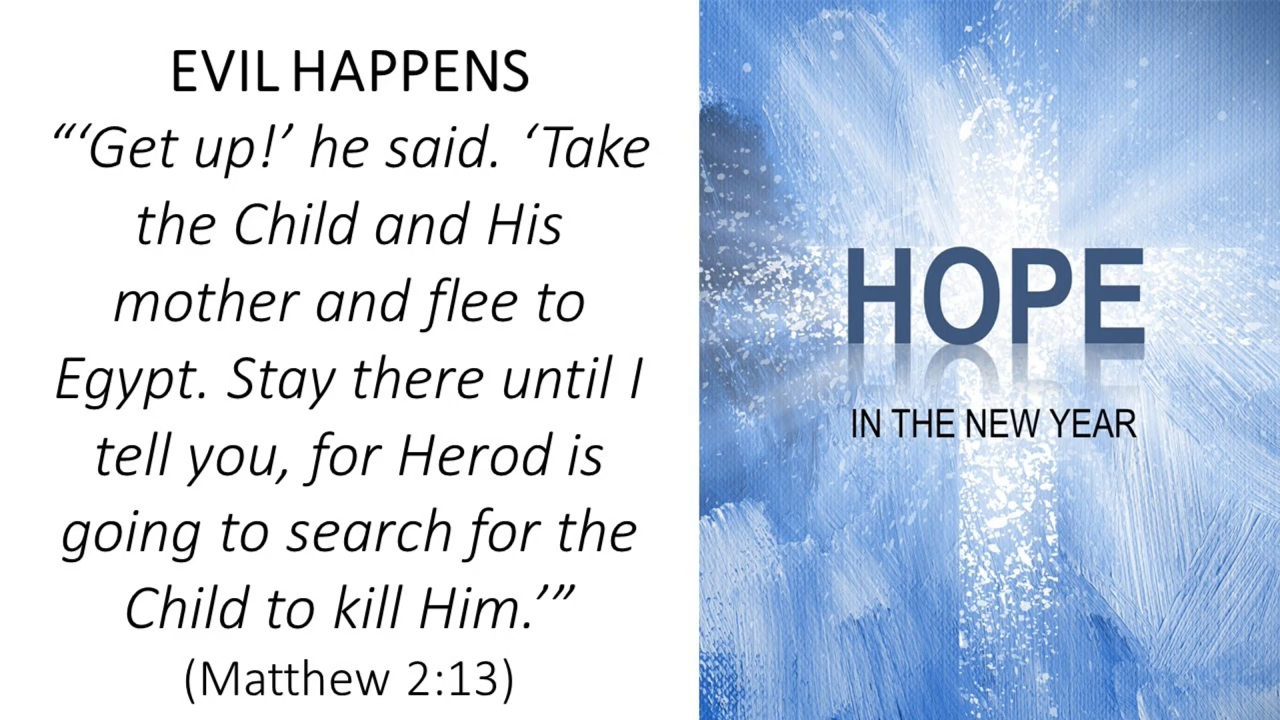 EVIL HAPPENS
“‘Get up!’ he said. ‘Take
the Child and His
mother and flee to
Egypt. Stay there until I
tell you, for Herod is
going to search for the
Child to kill Him.’”
(Matthew 2:13)
HOPE
IN THE NEW YEAR